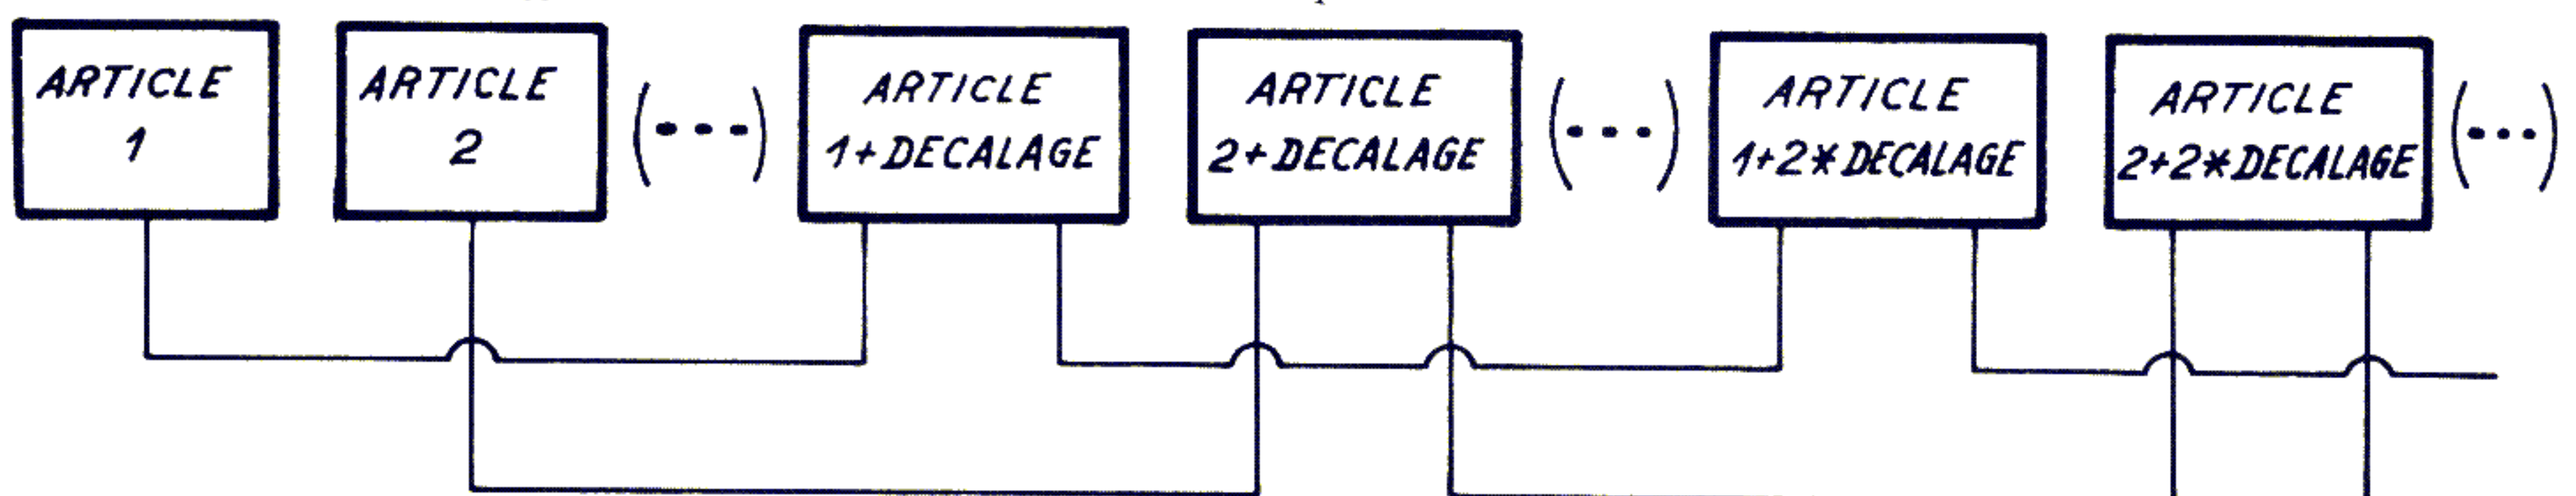 ARTICLE
1
ARTICLE
2
(...)
ARTICLE
1+DECALAGE
ARTICLE
2+DECALAGE
(...)
ARTICLE
1+2*DECALAGE
ARTICLE
2+2*DECALAGE
(...)